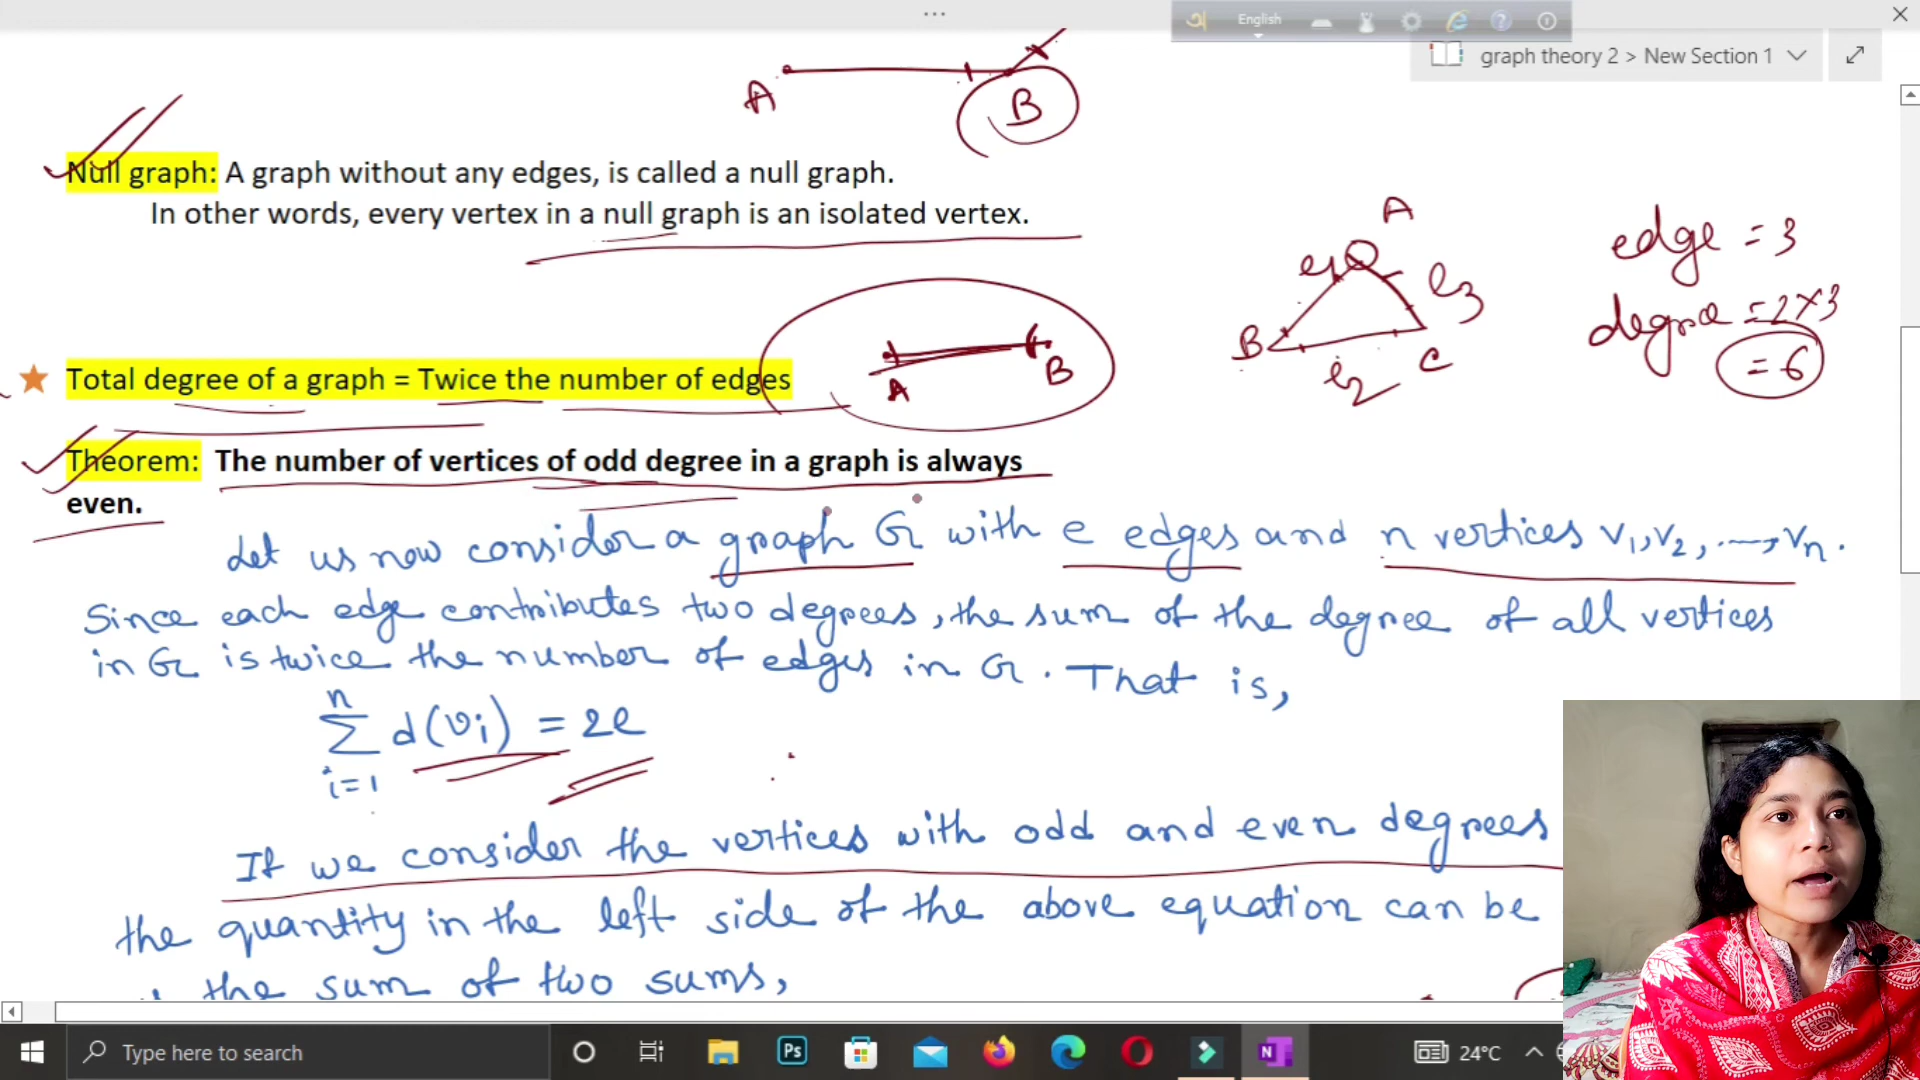 English
graph theory 2 > New Section 1
A
B
Null graph: A graph without any edges, is called a null graph.
In other words, every vertex in a null graph is an isolated vertex.
A
e1
e3
B
C
e2
edge = 3
degree = 2×3
= 6
A
B
Total degree of a graph = Twice the number of edges
Theorem: The number of vertices of odd degree in a graph is always
even.
Let us now consider a graph G with e edges and n vertices v1, v2, ...., vn.
Since each edge contributes two degrees, the sum of the degree of all vertices
in G is twice the number of edges in G. That is,
n
∑ d(vi) = 2e
i=1
If we consider the vertices with odd and even degrees
the quantity in the left side of the above equation can be
the sum of two sums,
Type here to search
Ps
N
24°C